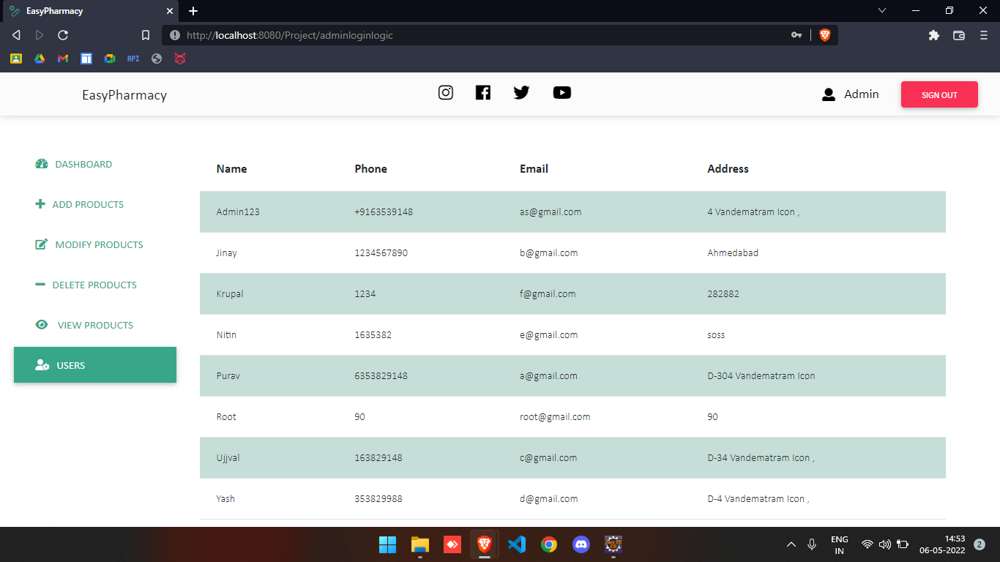 EasyPharmacy
http://localhost:8080/Project/adminloginlogic
API
EasyPharmacy
Admin
SIGN OUT
DASHBOARD
ADD PRODUCTS
MODIFY PRODUCTS
DELETE PRODUCTS
VIEW PRODUCTS
USERS
Name Phone Email Address
Admin123 +9163539148 as@gmail.com 4 Vandematram Icon ,
Jinay 1234567890 b@gmail.com Ahmedabad
Krupal 1234 f@gmail.com 282882
Nitin 1635382 e@gmail.com soss
Purav 6353829148 a@gmail.com D-304 Vandematram Icon
Root 90 root@gmail.com 90
Ujjval 163829148 c@gmail.com D-34 Vandematram Icon ,
Yash 353829988 d@gmail.com D-4 Vandematram Icon ,
Java EE
IDE
ENG
IN
14:53
06-05-2022
2